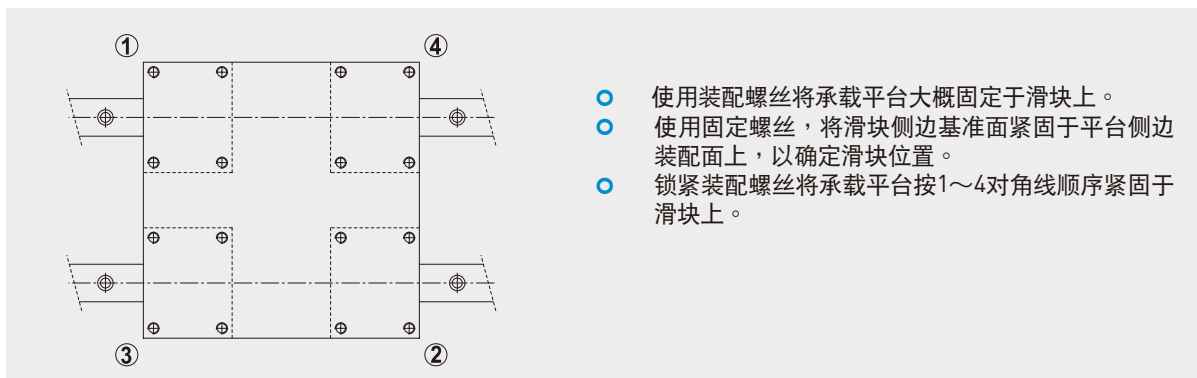 ① ④
使用装配螺丝将承载平台大概固定于滑块上。
使用固定螺丝，将滑块侧边基准面紧固于平台侧边
装配面上，以确定滑块位置。
锁紧装配螺丝将承载平台按1～4对角线顺序紧固于
滑块上。
③ ②